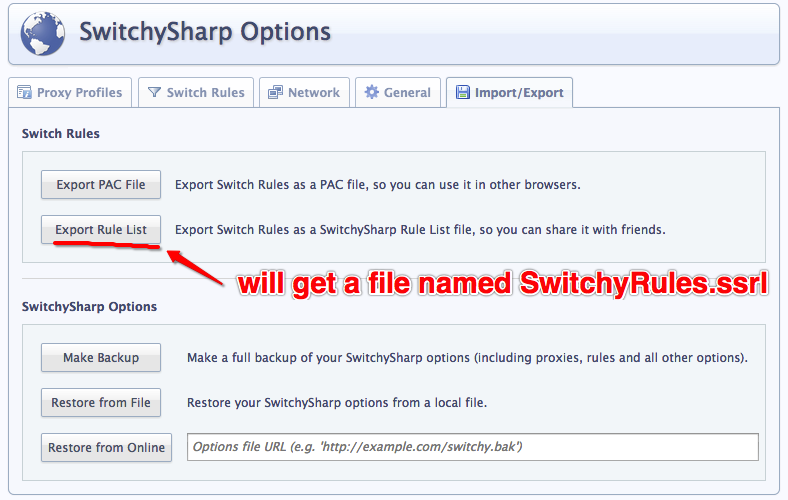 SwitchySharp Options
Proxy Profiles Switch Rules Network General Import/Export
Switch Rules
Export PAC File Export Switch Rules as a PAC file, so you can use it in other browsers.
Export Rule List Export Switch Rules as a SwitchySharp Rule List file, so you can share it with friends.
will get a file named SwitchyRules.ssrl
SwitchySharp Options
Make Backup Make a full backup of your SwitchySharp options (including proxies, rules and all other options).
Restore from File Restore your SwitchySharp options from a local file.
Restore from Online Options file URL (e.g. 'http://example.com/switchy.bak')